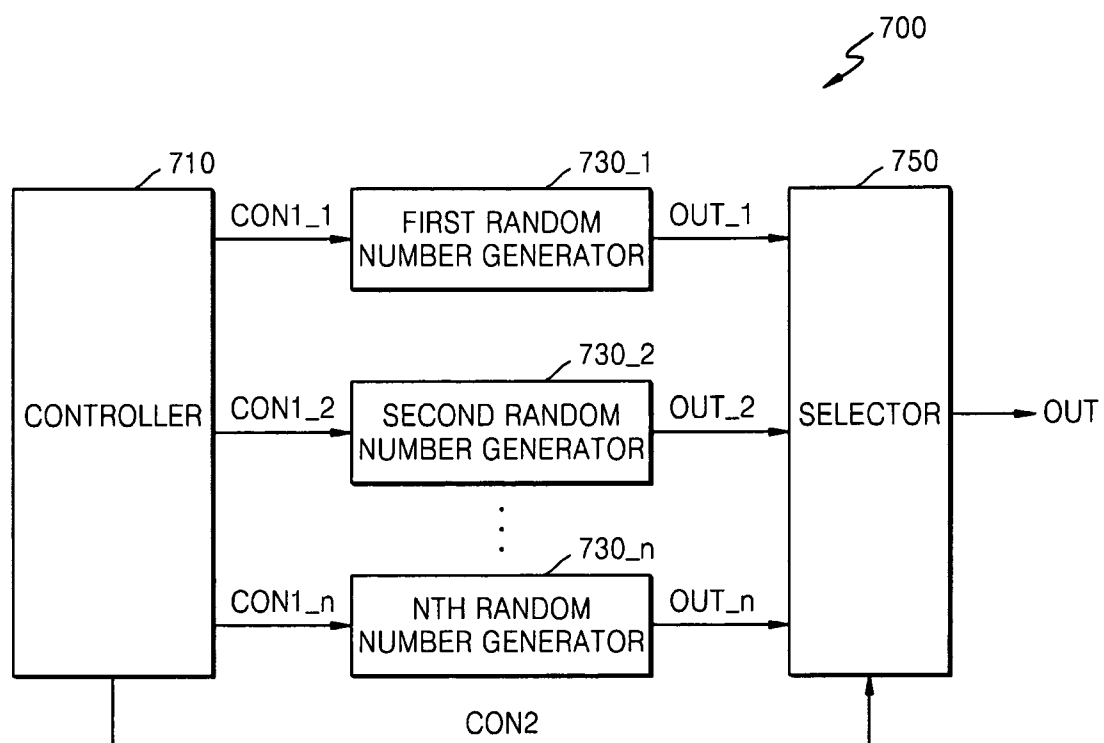 700
710
730_1
750
CON1_1
FIRST RANDOM
NUMBER GENERATOR
OUT_1
730_2
CONTROLLER
CON1_2
SECOND RANDOM
NUMBER GENERATOR
OUT_2
SELECTOR
OUT
730_n
CON1_n
NTH RANDOM
NUMBER GENERATOR
OUT_n
CON2